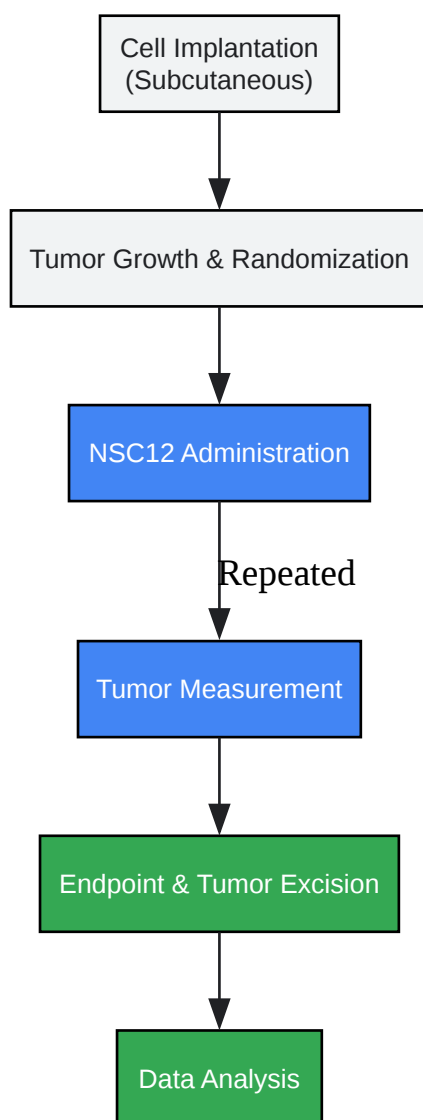 Cell Implantation
(Subcutaneous)
Tumor Growth & Randomization
NSC12 Administration
Repeated
Tumor Measurement
Endpoint & Tumor Excision
Data Analysis